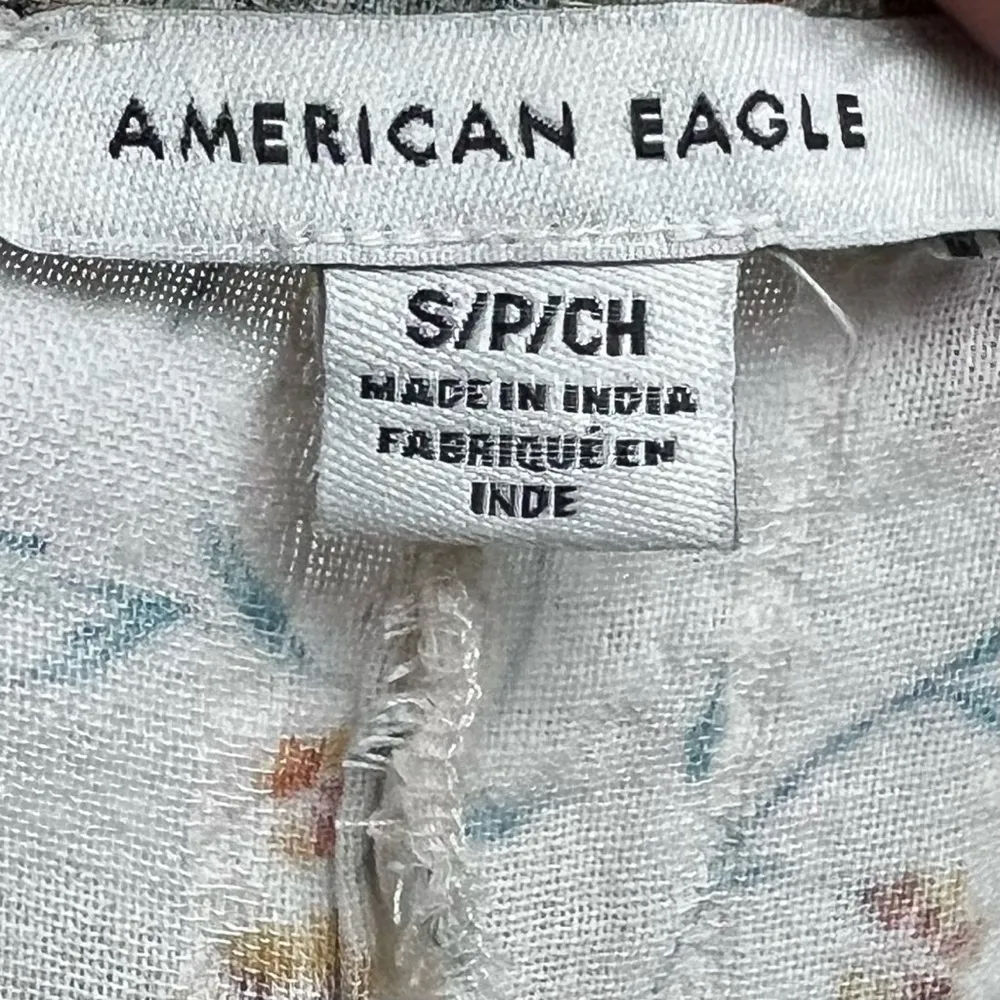 AMERICAN EAGLE
S/P/CH
MADE IN INDIA
FABRIQUÉ EN
INDE